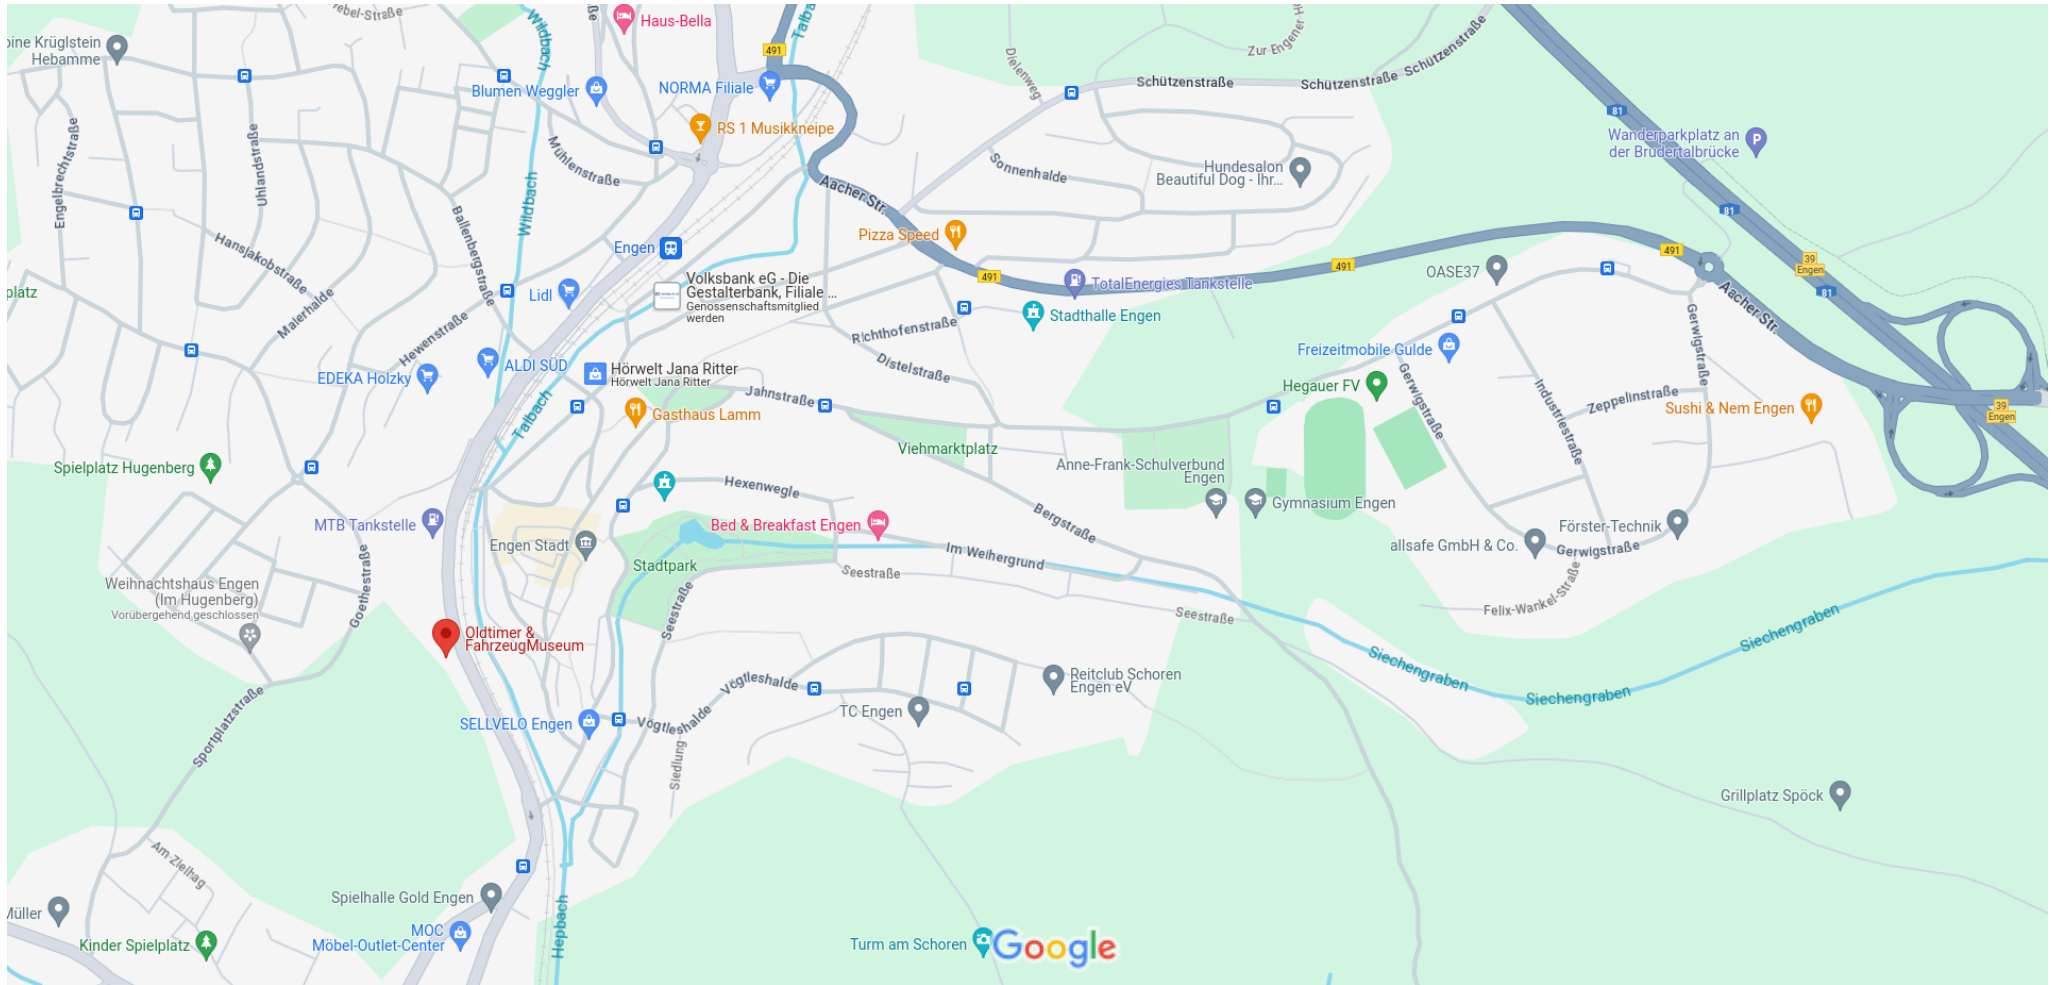 rebel-Straße
Wildbach
ße
Haus-Bella
491
Talba
Dielenweg
Zur Engener H
Schützenstraße
Schützenstraße
Schützenstraße
bine Krüglstein
Hebamme
Blumen Weggler
NORMA Filiale
RS 1 Musikkneipe
81
Wanderparkplatz an
der Brudertalbrücke
Engelbrechtstraße
Uhlandstraße
Mühlenstraße
Wildbach
Aacher Str.
Sonnenhalde
Hundesalon
Beautiful Dog - Ihr...
81
Hansjakobstraße
Ballenbergstraße
Engen
Pizza Speed
491
491
491
39
Engen
81
platz
Maierhalde
Lidl
Volksbank eG - Die
Gestalterbank, Filiale ...
Genossenschaftsmitglied
werden
TotalEnergies Tankstelle
Stadthalle Engen
OASE37
Aacher Str.
Hewenstraße
Richthofenstraße
Distelstraße
Freizeitmobile Gulde
Gerwigstraße
EDEKA Holzky
ALDI SÜD
Hörwelt Jana Ritter
Hörwelt Jana Ritter
Hegauer FV
Gerwigstraße
Industriestraße
Zeppelinstraße
Sushi & Nem Engen
39
Engen
Talbach
Gasthaus Lamm
Jahnstraße
Viehmarktplatz
Spielplatz Hugenberg
Anne-Frank-Schulverbund
Engen
Hexenwegle
Gymnasium Engen
MTB Tankstelle
Bed & Breakfast Engen
Bergstraße
Förster-Technik
Engen Stadt
allsafe GmbH & Co.
Gerwigstraße
Stadtpark
Im Weihergrund
Seestraße
Weihnachtshaus Engen
(Im Hugenberg)
Vorübergehend geschlossen
Goethestraße
Seestraße
Seestraße
Felix-Wankel-Straße
Siechengraben
Oldtimer &
FahrzeugMuseum
Siechengraben
Siechengraben
Vögtleshalde
Reitclub Schoren
Engen eV
Sportplatzstraße
SELLVELO Engen
Vögtleshalde
TC Engen
Siedlung
Grillplatz Spöck
Am Zielhag
Spielhalle Gold Engen
Müller
Kinder Spielplatz
MOC
Möbel-Outlet-Center
Hepbach
Turm am Schoren
Google